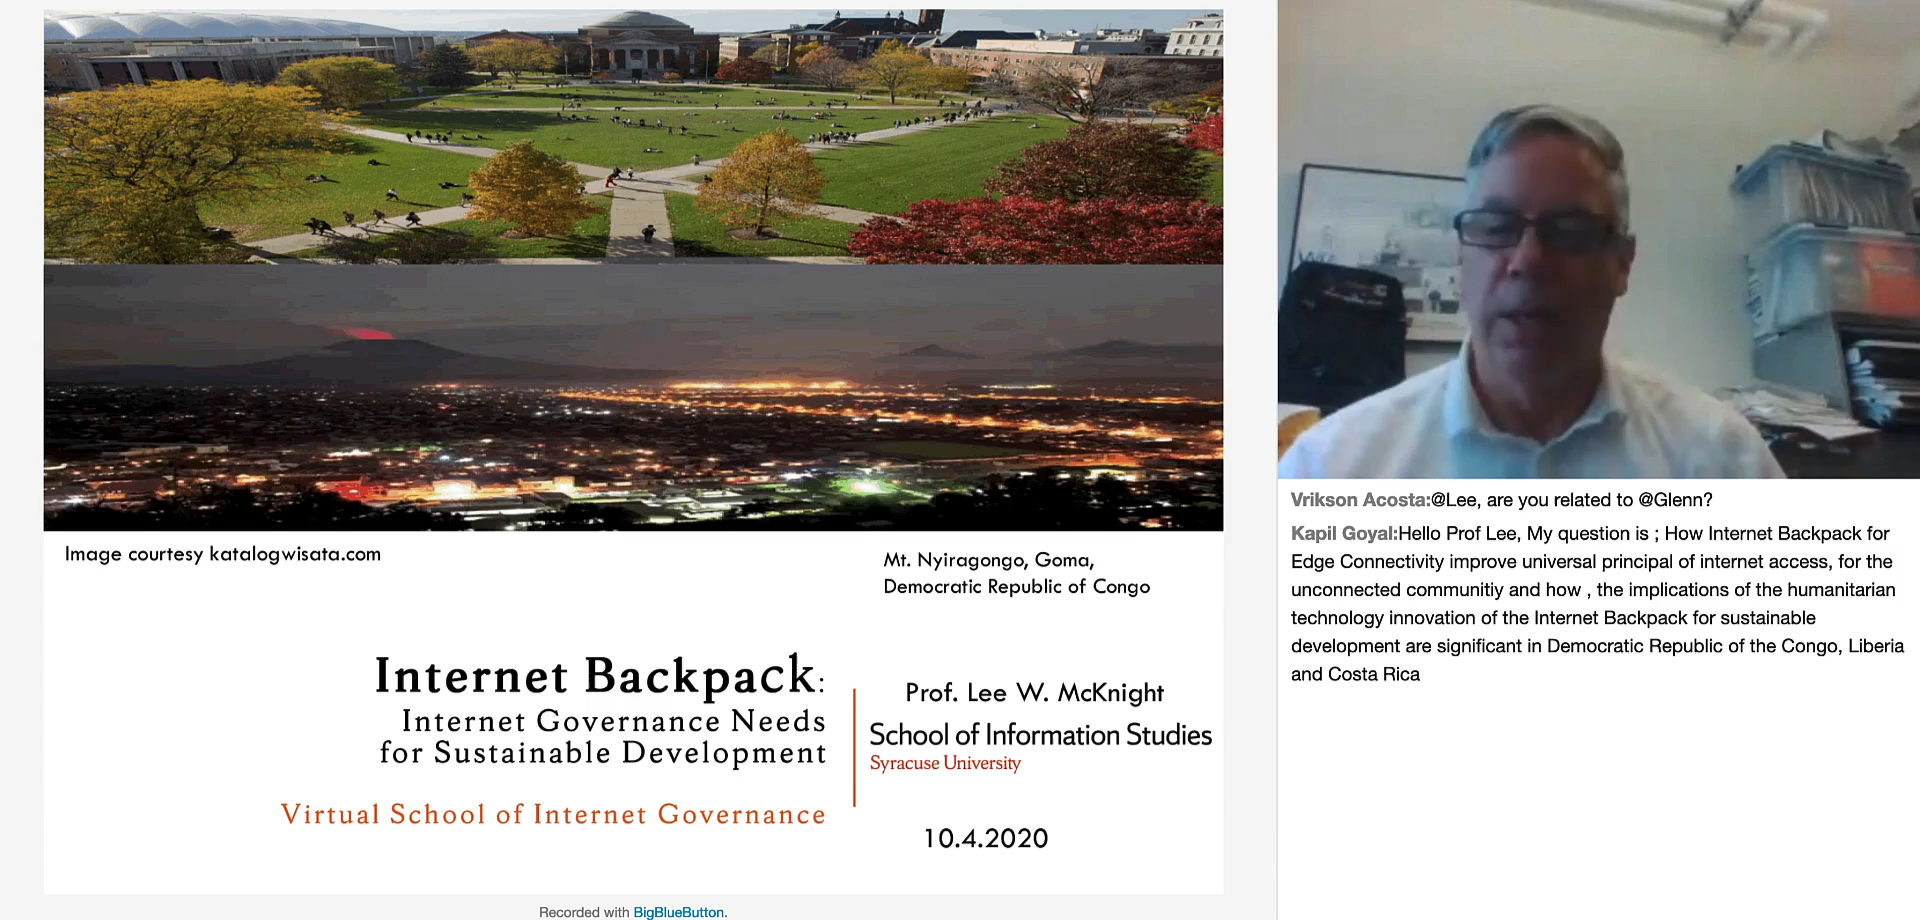 Image courtesy katalogwisata.com
Mt. Nyiragongo, Goma,
Democratic Republic of Congo
Internet Backpack:
Internet Governance Needs
for Sustainable Development
Virtual School of Internet Governance
Prof. Lee W. McKnight
School of Information Studies
Syracuse University
10.4.2020
Recorded with BigBlueButton.
Vrikson Acosta:@Lee, are you related to @Glenn?
Kapil Goyal:Hello Prof Lee, My question is ; How Internet Backpack for
Edge Connectivity improve universal principal of internet access, for the
unconnected communitiy and how , the implications of the humanitarian
technology innovation of the Internet Backpack for sustainable
development are significant in Democratic Republic of the Congo, Liberia
and Costa Rica